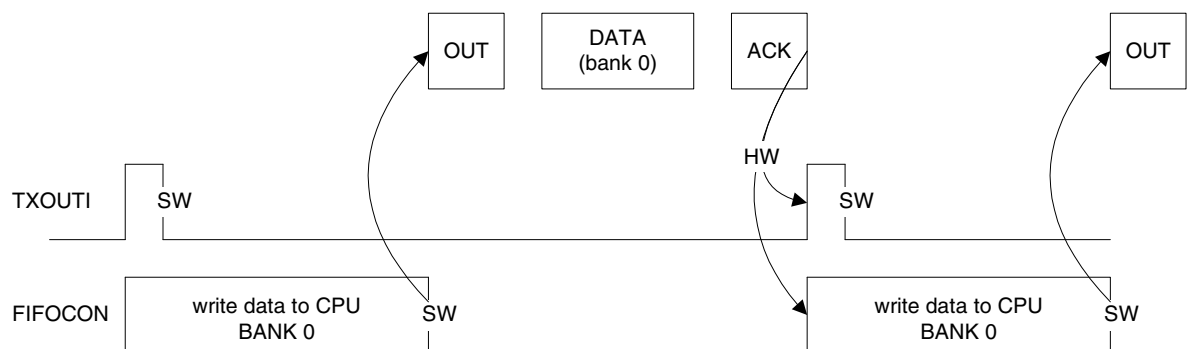 OUT
DATA
(bank 0)
ACK
OUT
HW
TXOUTI
SW
SW
FIFOCON
write data to CPU
BANK 0
SW
write data to CPU
BANK 0
SW